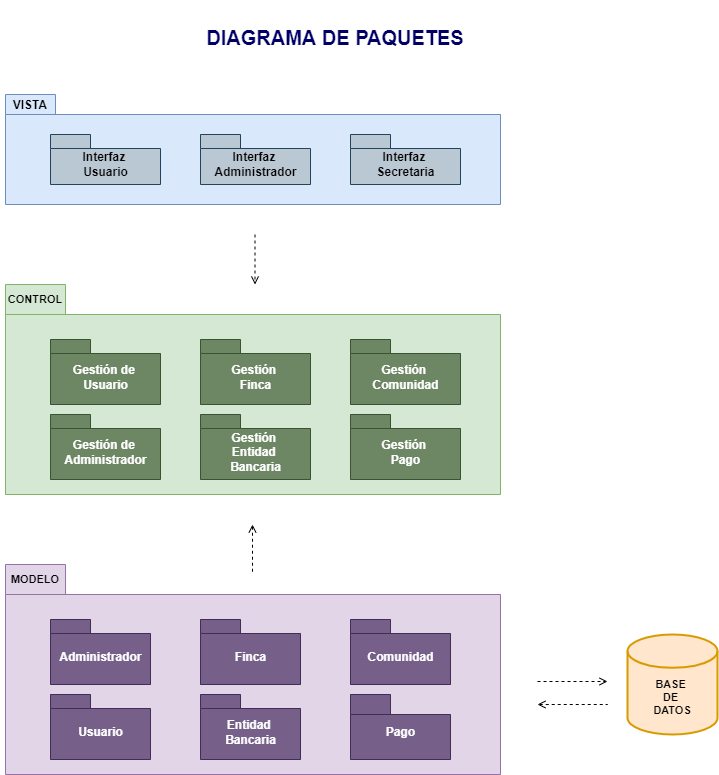 DIAGRAMA DE PAQUETES
VISTA
Interfaz
Usuario
Interfaz
Administrador
Interfaz
Secretaria
CONTROL
Gestión de
Usuario
Gestión
Finca
Gestión
Comunidad
Gestión de
Administrador
Gestión
Entidad
Bancaria
Gestión
Pago
MODELO
Administrador
Finca
Comunidad
Usuario
Entidad
Bancaria
Pago
BASE
DE
DATOS